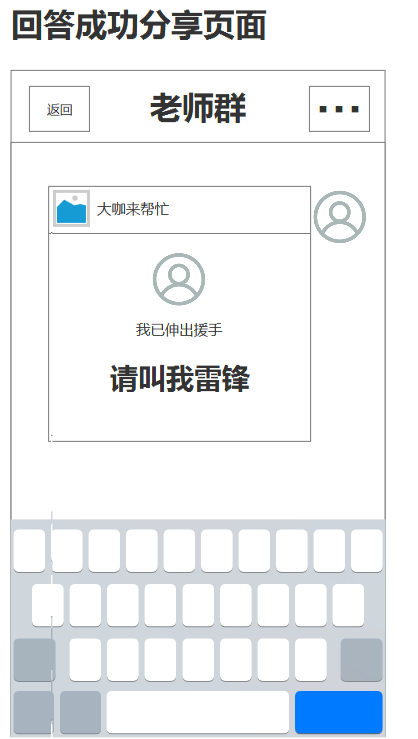 回答成功分享页面
返回
老师群
大咖来帮忙
我已伸出援手
请叫我雷锋